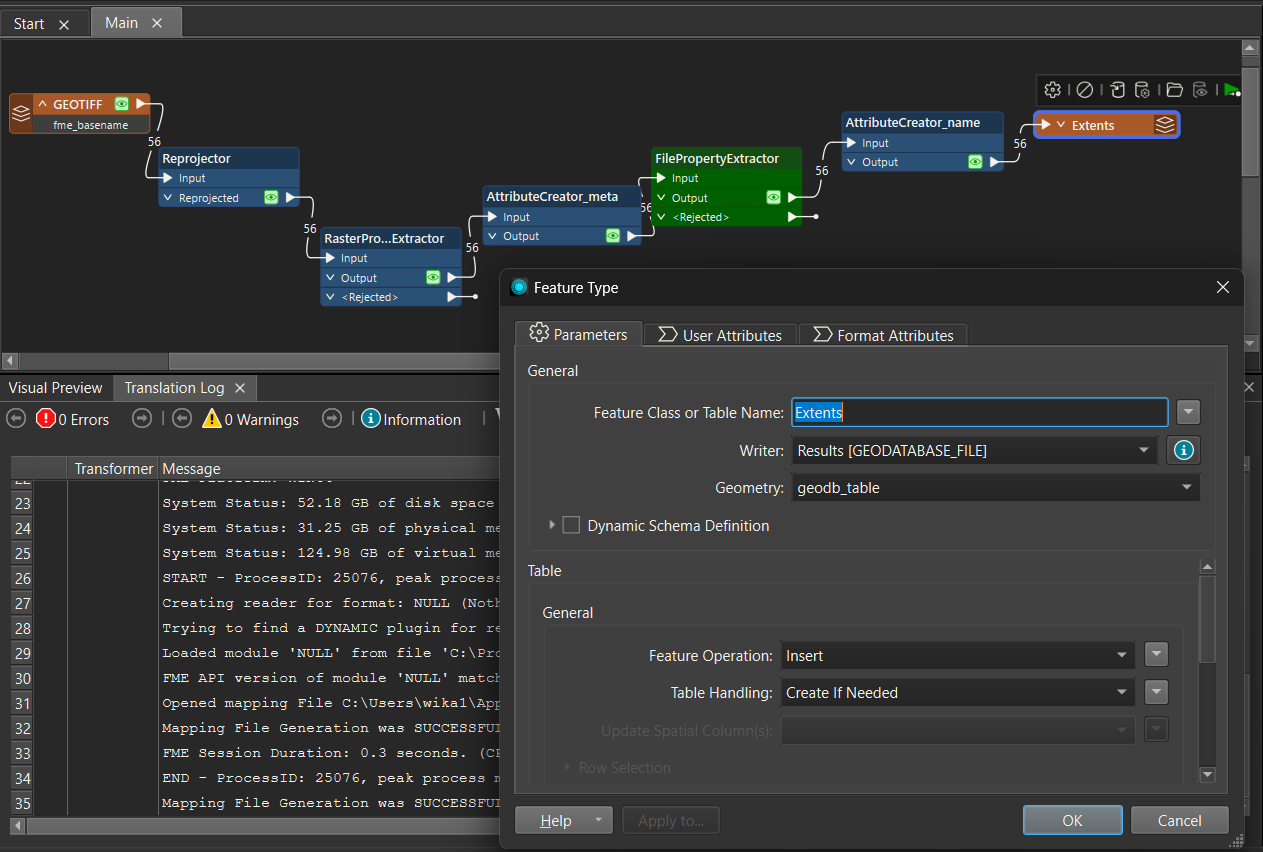 Start
Main
GEOTIFF
fme_basename
56
Reprojector
Input
Reprojected
56
RasterPro...Extractor
Input
Output
<Rejected>
56
AttributeCreator_meta
Input
Output
56
FilePropertyExtractor
Input
Output
<Rejected>
56
AttributeCreator_name
Input
Output
56
Extents
Visual Preview
Translation Log
0 Errors
0 Warnings
Information
Transformer Message
23 System Status: 52.18 GB of disk space
24 System Status: 31.25 GB of physical me
25 System Status: 124.98 GB of virtual me
26 START - ProcessID: 25076, peak process
27 Creating reader for format: NULL (Noth
28 Trying to find a DYNAMIC plugin for re
29 Loaded module 'NULL' from file 'C:\Pro
30 FME API version of module 'NULL' match
31 Opened mapping File C:\Users\wika1\App
32 Mapping File Generation was SUCCESSFUL
33 FME Session Duration: 0.3 seconds. (CP
34 END - ProcessID: 25076, peak process m
35 Mapping File Generation was SUCCESSFUL
Feature Type
Parameters
User Attributes
Format Attributes
General
Feature Class or Table Name: Extents
Writer: Results [GEODATABASE_FILE]
Geometry: geodb_table
Dynamic Schema Definition
Table
General
Feature Operation: Insert
Table Handling: Create If Needed
Update Spatial Column(s):
Row Selection
Help
Apply to...
OK
Cancel